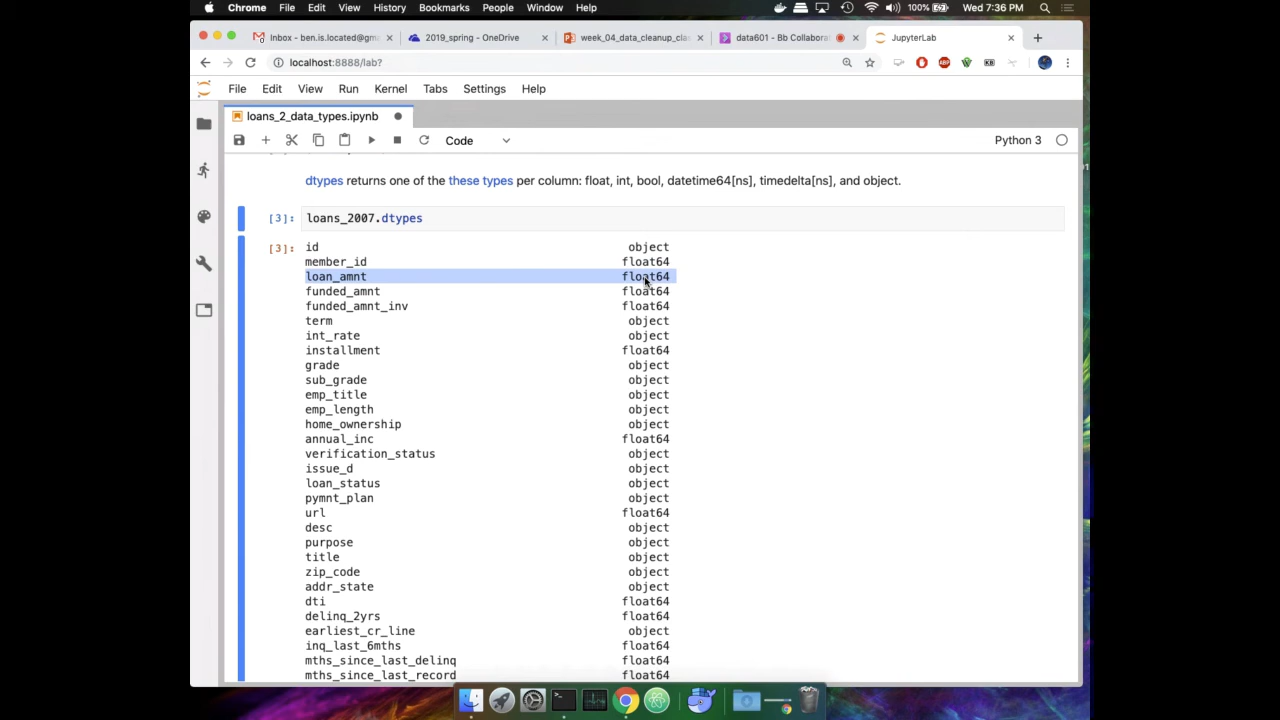 Chrome File Edit View History Bookmarks People Window Help 100% Wed 7:36 PM
Inbox - ben.is.located@gm 2019_spring - OneDrive week_04_data_cleanup_cla data601 - Bb Collabora JupyterLab
localhost:8888/lab?
File Edit View Run Kernel Tabs Settings Help
loans_2_data_types.ipynb
Code Python 3
dtypes returns one of the these types per column: float, int, bool, datetime64[ns], timedelta[ns], and object.
[3]: loans_2007.dtypes
[3]: id object
member_id float64
loan_amnt float64
funded_amnt float64
funded_amnt_inv float64
term object
int_rate object
installment float64
grade object
sub_grade object
emp_title object
emp_length object
home_ownership object
annual_inc float64
verification_status object
issue_d object
loan_status object
pymnt_plan object
url float64
desc object
purpose object
title object
zip_code object
addr_state object
dti float64
delinq_2yrs float64
earliest_cr_line object
inq_last_6mths float64
mths_since_last_delinq float64
mths_since_last_record float64